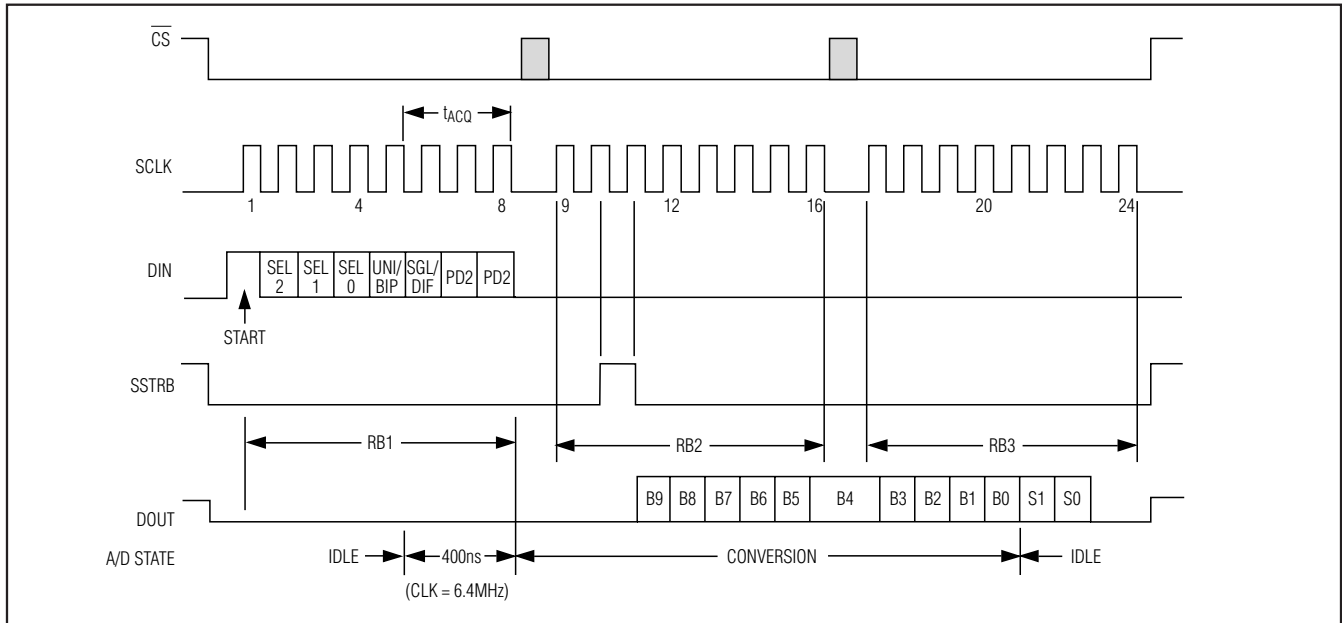 CS
tACQ
SCLK
1 4 8 9 12 16 20 24
DIN
SEL 2 SEL 1 SEL 0 UNI/ BIP SGL/ DIF PD2 PD2
START
SSTRB
RB1 RB2 RB3
B9 B8 B7 B6 B5 B4 B3 B2 B1 B0 S1 S0
DOUT
A/D STATE IDLE 400ns CONVERSION IDLE
(CLK = 6.4MHz)